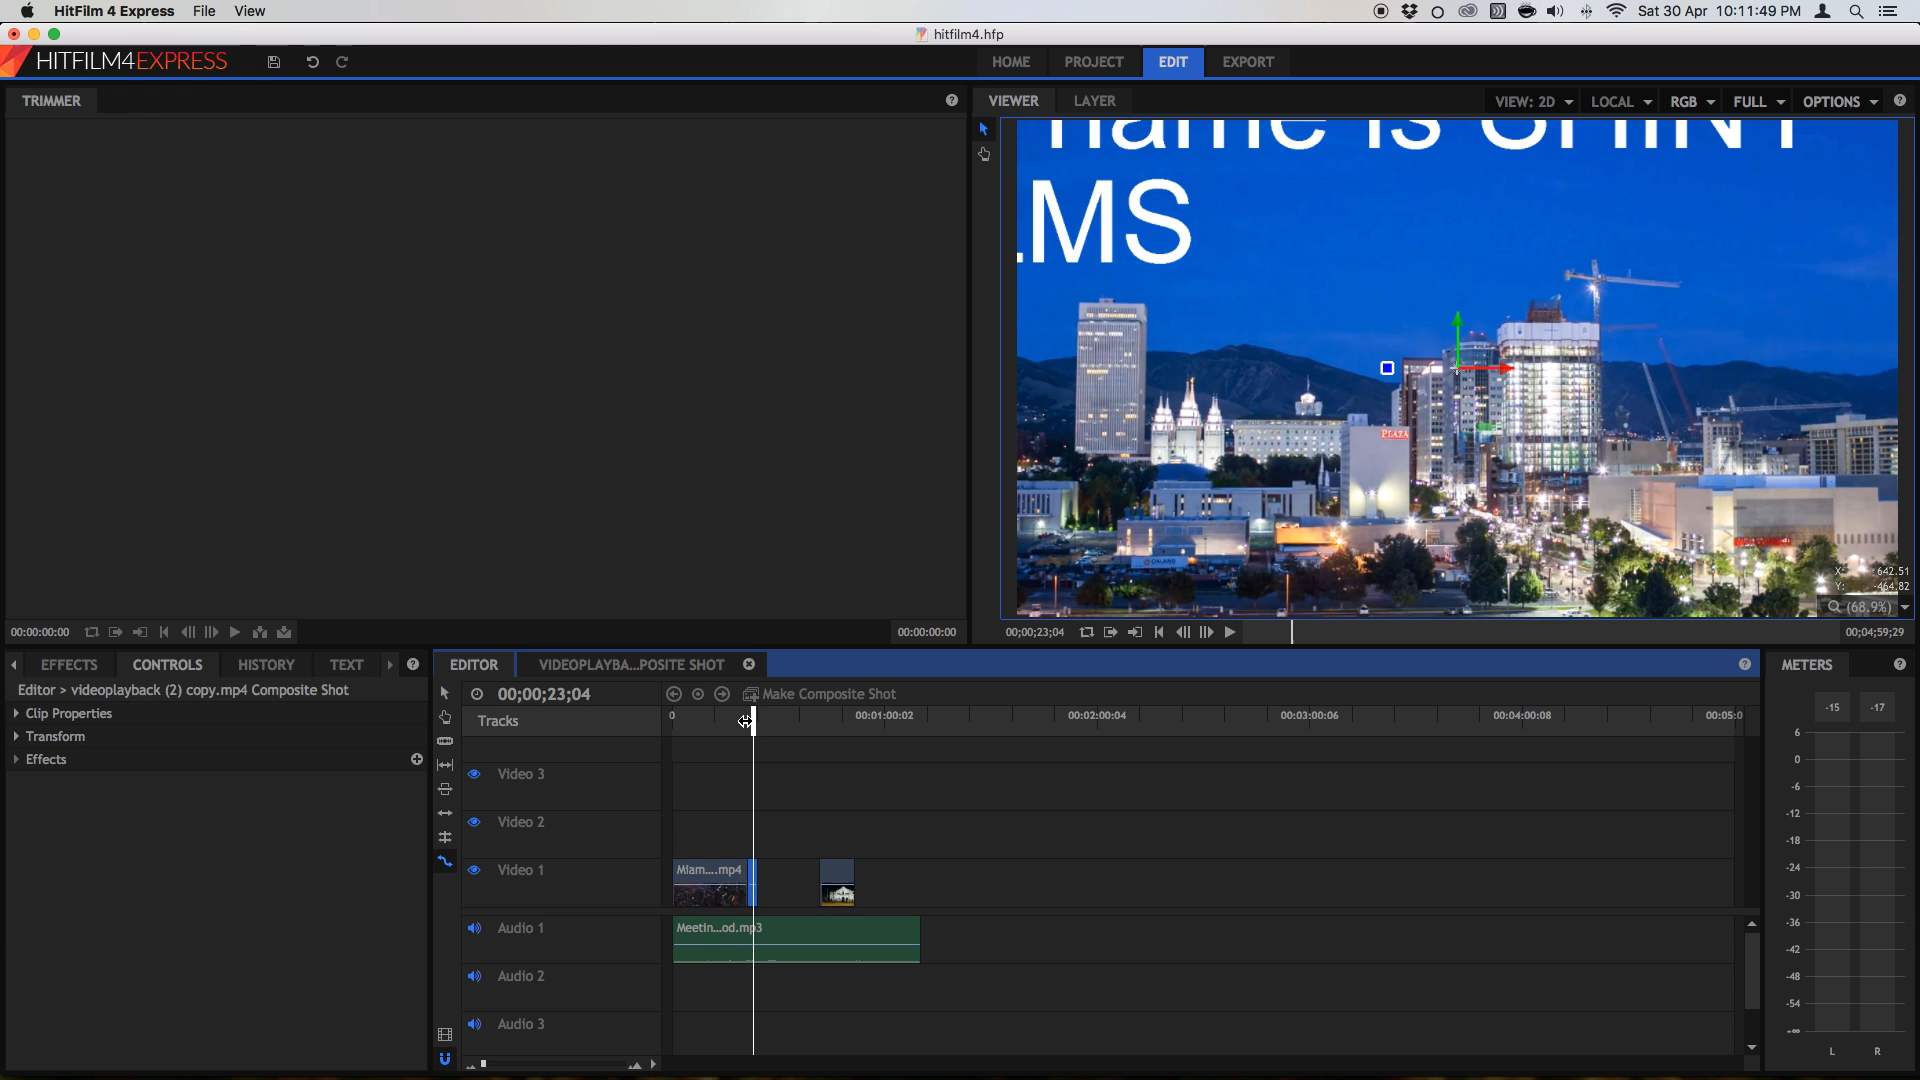 HitFilm 4 Express File View
Sat 30 Apr 10:11:49 PM
hitfilm4.hfp
HITFILM4EXPRESS
HOME PROJECT EDIT EXPORT
TRIMMER
VIEWER LAYER
VIEW: 2D LOCAL RGB FULL OPTIONS
name is SHINY
LMS
PLAZA
X: 642.51
Y: -464.82
(68.9%)
00:00:00:00
00:00:00:00
00;00;23;04
00;04;59;29
EFFECTS CONTROLS HISTORY TEXT
Editor > videoplayback (2) copy.mp4 Composite Shot
Clip Properties
Transform
Effects
EDITOR VIDEOPLAYBA...POSITE SHOT
00;00;23;04
Make Composite Shot
Tracks
0 00:01:00:02 00:02:00:04 00:03:00:06 00:04:00:08 00:05:0
Video 3
Video 2
Video 1
Miam....mp4
Audio 1
Meetin...od.mp3
Audio 2
Audio 3
METERS
-15 -17
6
0
-6
-12
-18
-24
-30
-36
-42
-48
-54
-∞
L R